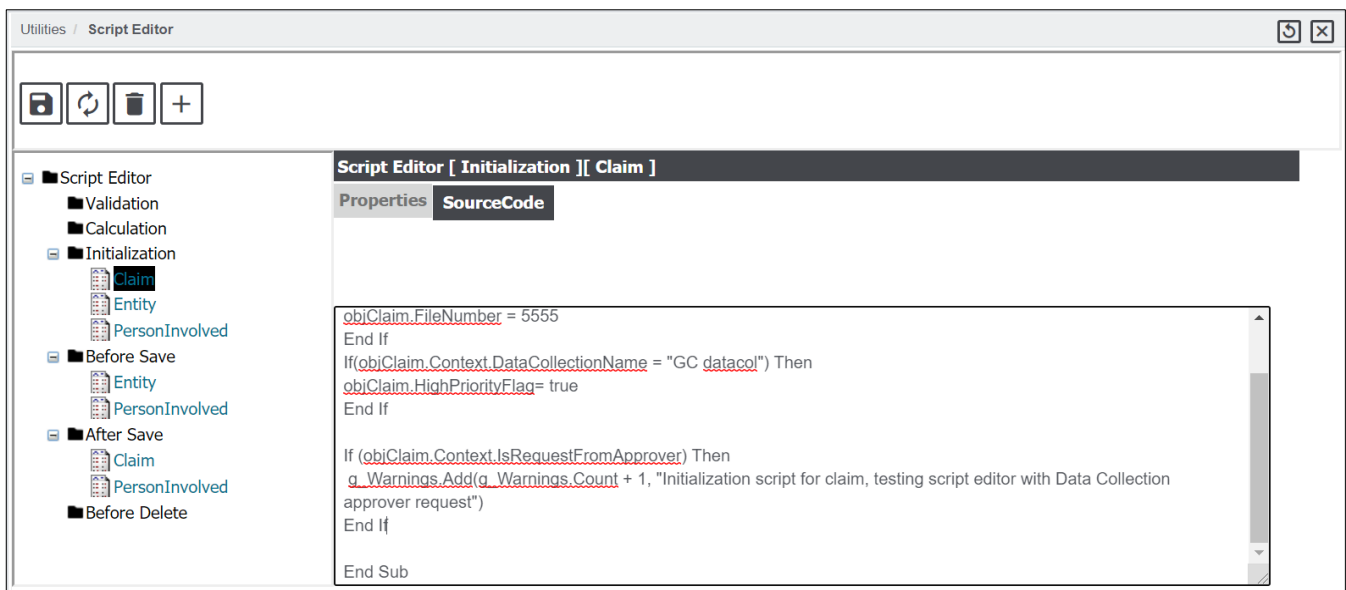 Utilities / Script Editor
Script Editor
Validation
Calculation
Initialization
Claim
Entity
PersonInvolved
Before Save
Entity
PersonInvolved
After Save
Claim
PersonInvolved
Before Delete
Script Editor [ Initialization ][ Claim ]
Properties SourceCode
objClaim.FileNumber = 5555
End If
If(objClaim.Context.DataCollectionName = "GC datacol") Then
objClaim.HighPriorityFlag= true
End If
If (objClaim.Context.IsRequestFromApprover) Then
g_Warnings.Add(g_Warnings.Count + 1, "Initialization script for claim, testing script editor with Data Collection
approver request")
End If
End Sub